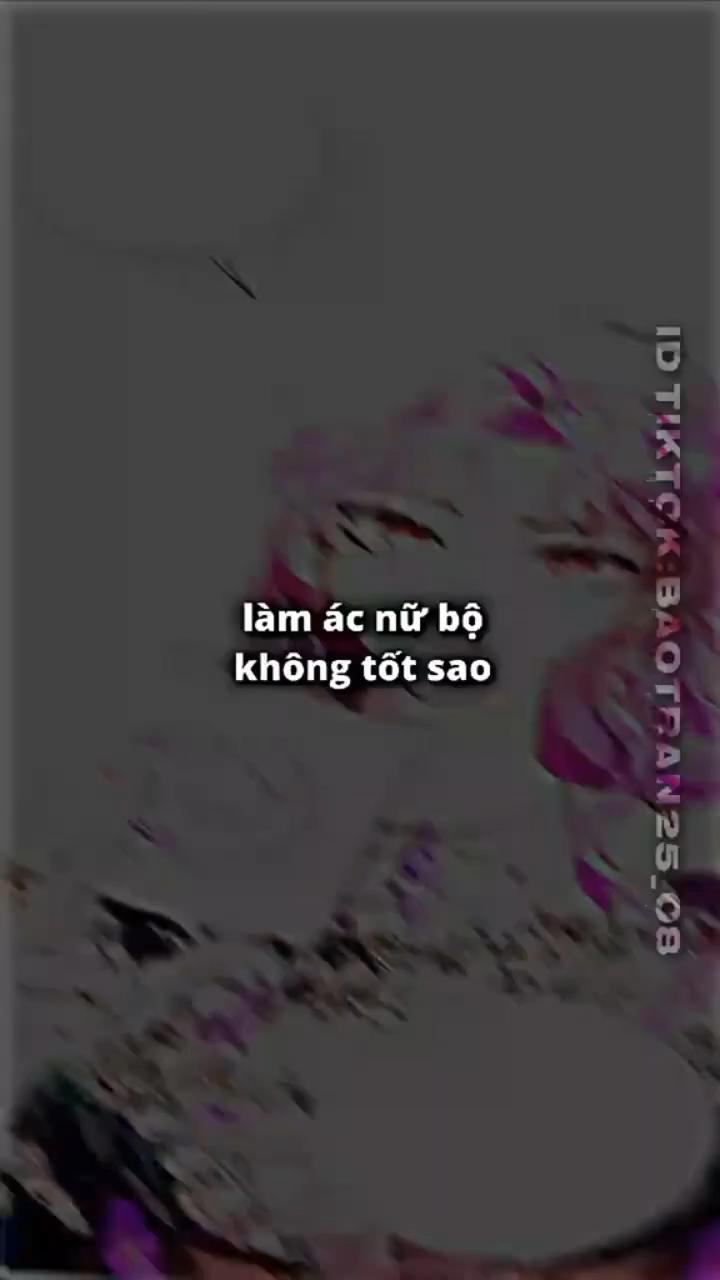 làm ác nữ bộ
không tốt sao
ID TIKTOK:BAOTRAN25_08